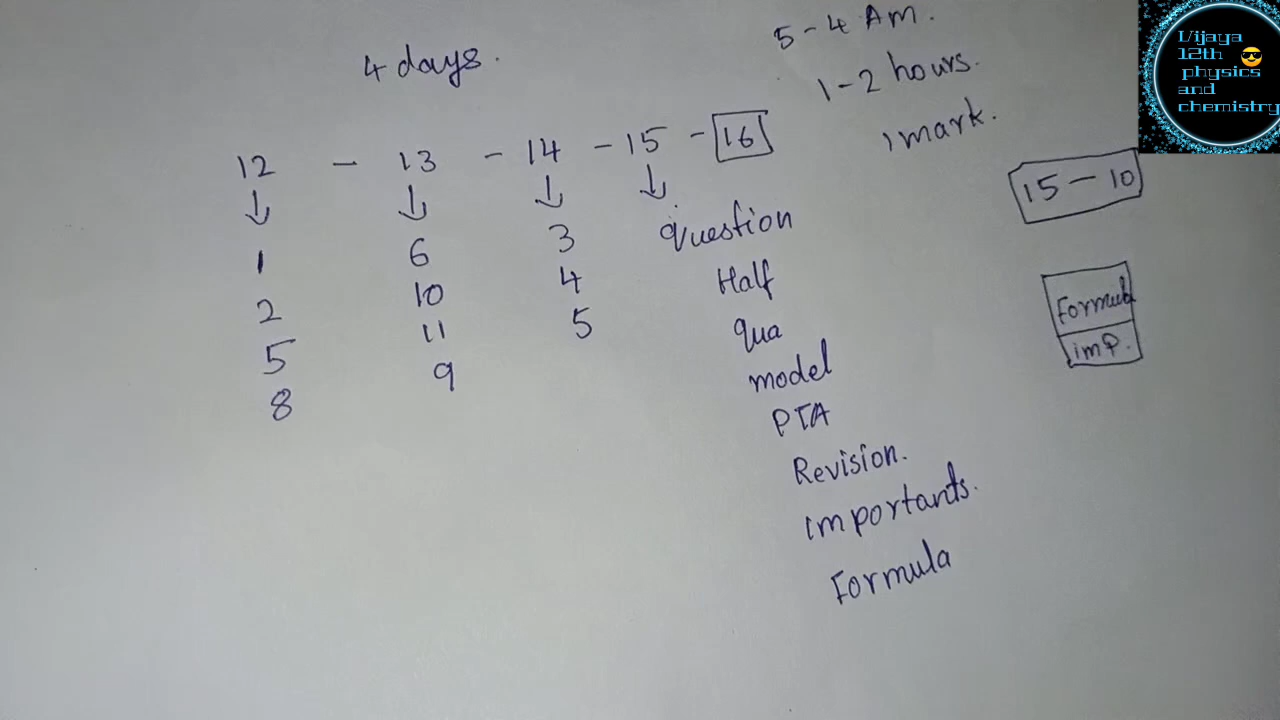 4 days.
5 - 4 Am.
1 - 2 hours.
1 mark.
12 - 13 - 14 - 15 - 16
15 - 10
1 6 3 Question
2 10 4 Half
5 11 5 Qua
8 9 model
PTA
Revision.
importants.
Formula
Formula
imp.
Vijaya
12th 😎
physics
and
chemistry